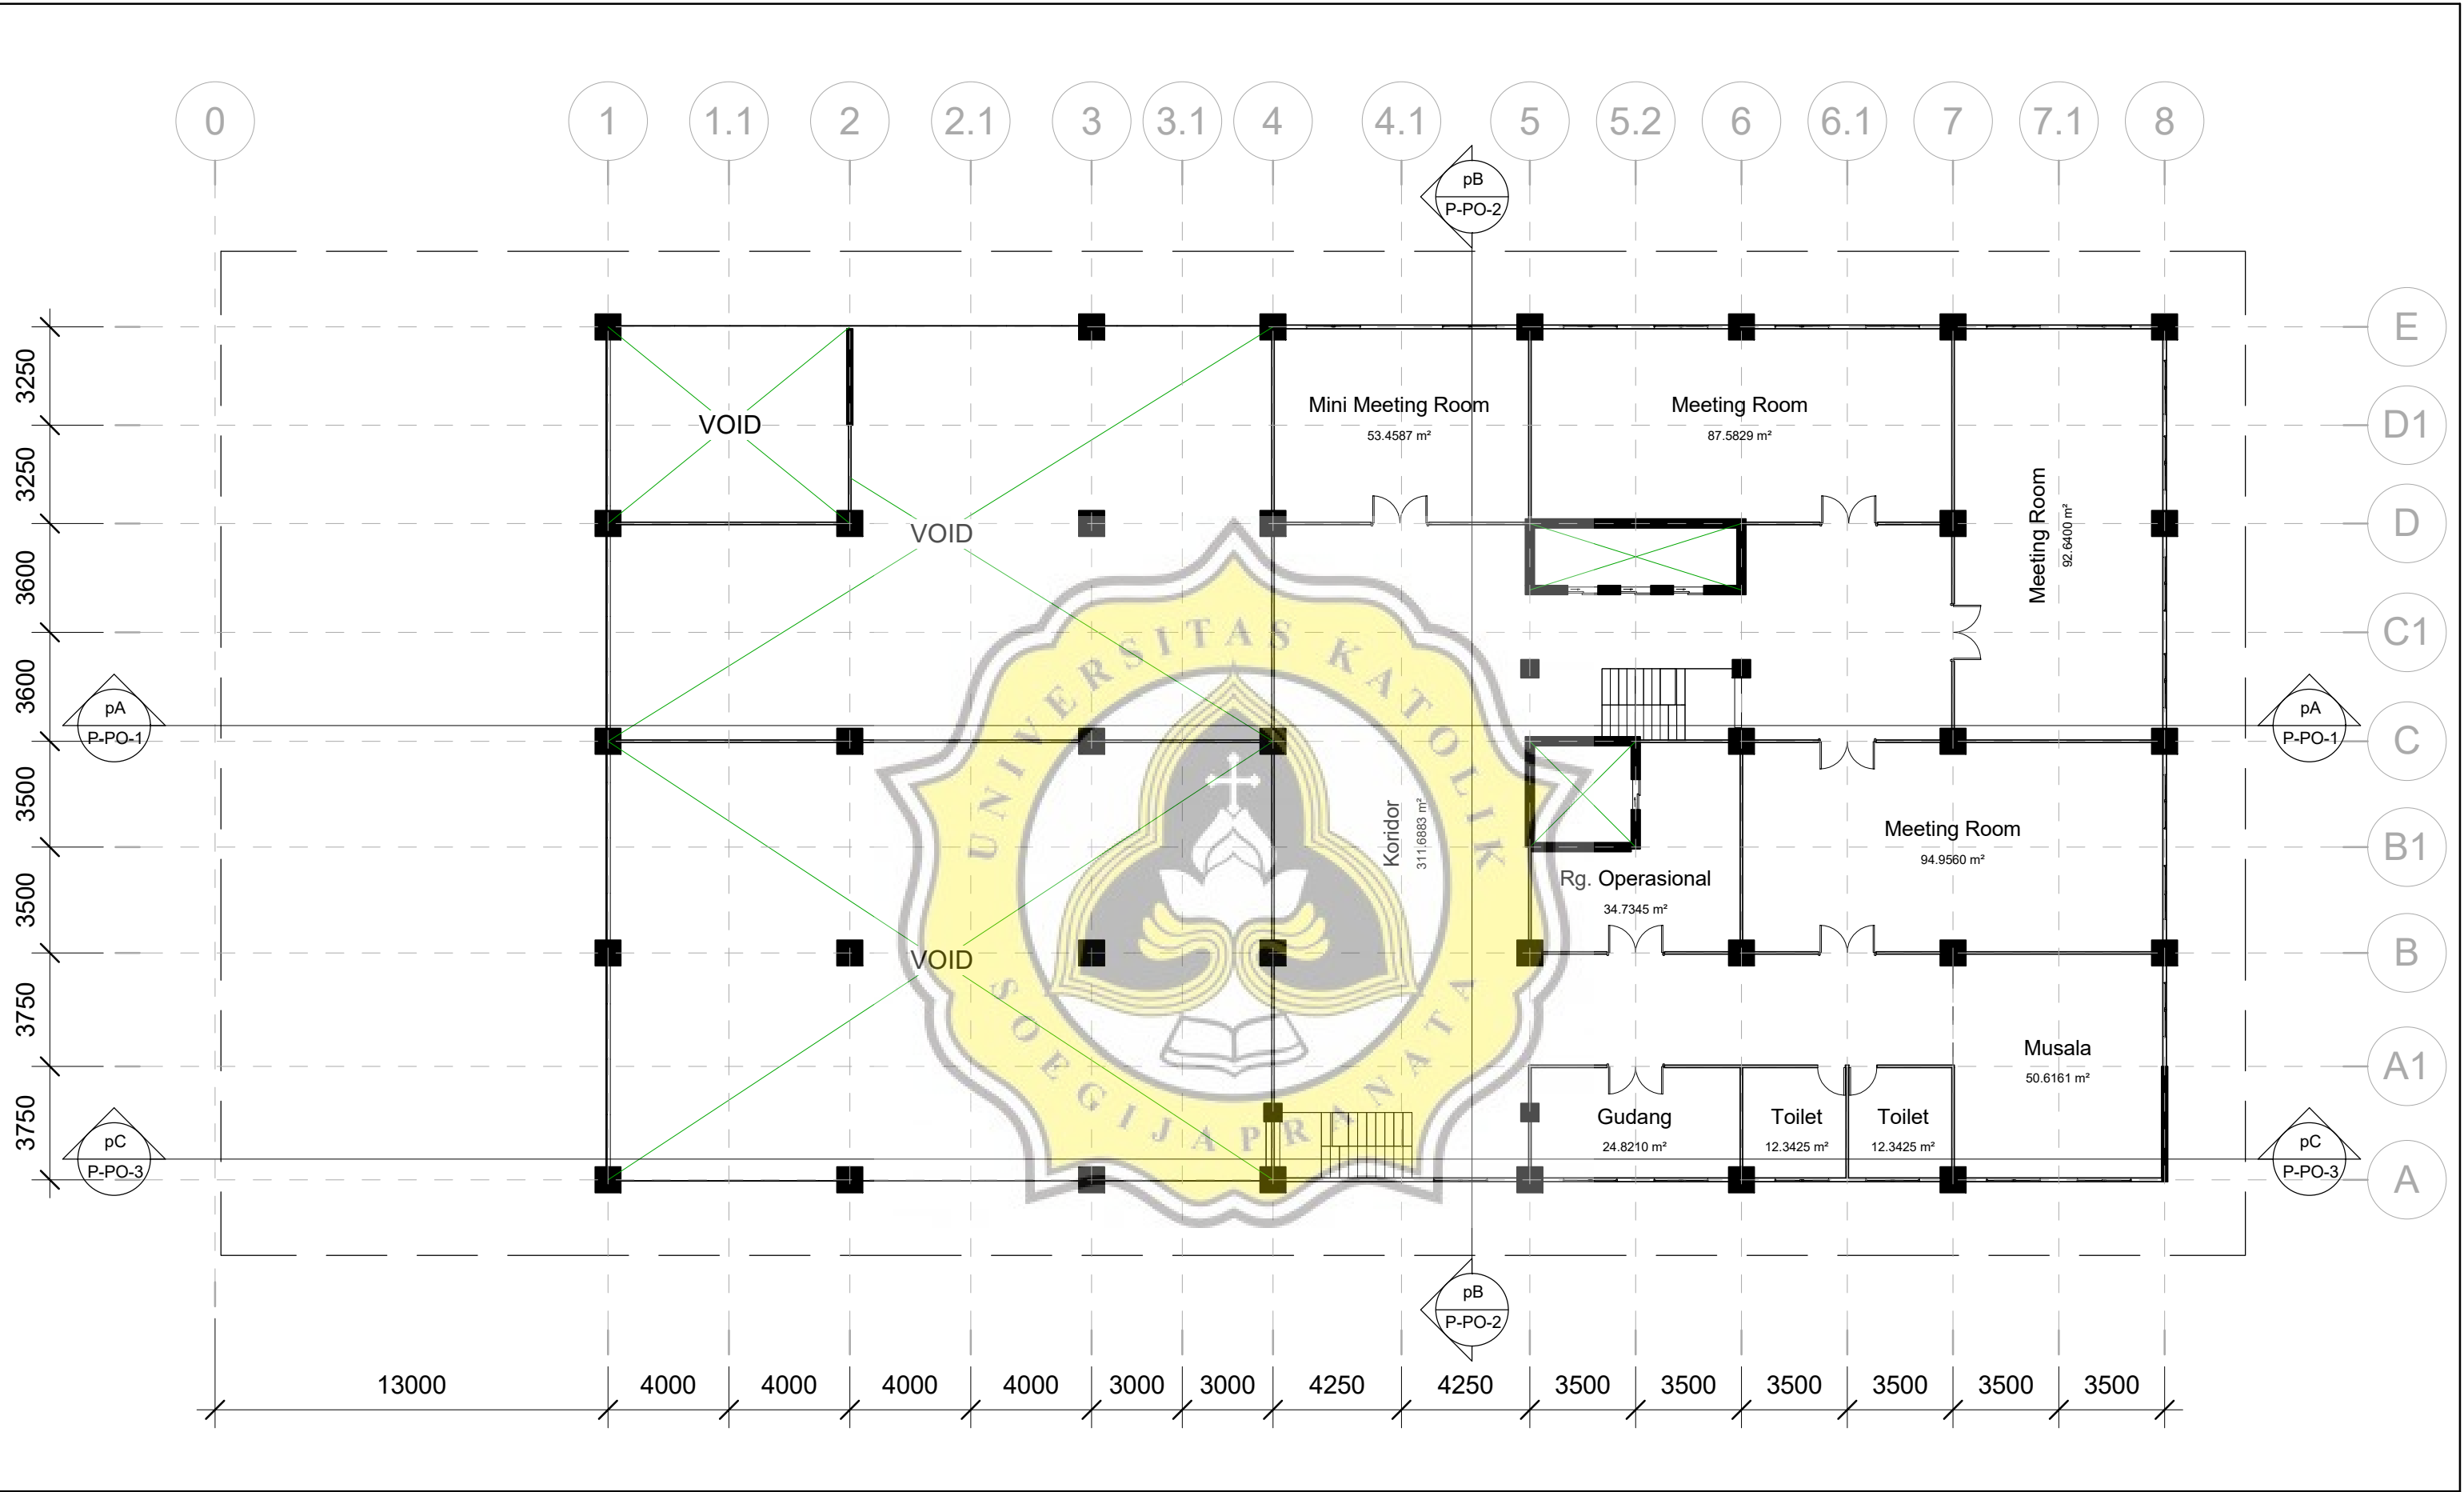 0 1 1.1 2 2.1 3 3.1 4 4.1 5 5.2 6 6.1 7 7.1 8
pB
P-PO-2
E
3250
Mini Meeting Room
53.4587 m²
Meeting Room
87.5829 m²
VOID
D1
3250
Meeting Room
92.6400 m²
VOID
D
3600
C1
UNIVERSITAS KATOLIK
3600
pA
P-PO-1
pA
P-PO-1
C
3500
Koridor
311.6883 m²
Meeting Room
94.9560 m²
B1
3500
Rg. Operasional
34.7345 m²
VOID
B
3750
SOEGIJAPRANATA
Musala
50.6161 m²
A1
3750
Gudang
24.8210 m²
Toilet
12.3425 m²
Toilet
12.3425 m²
pC
P-PO-3
pC
P-PO-3
A
pB
P-PO-2
13000 4000 4000 4000 4000 3000 3000 4250 4250 3500 3500 3500 3500 3500 3500